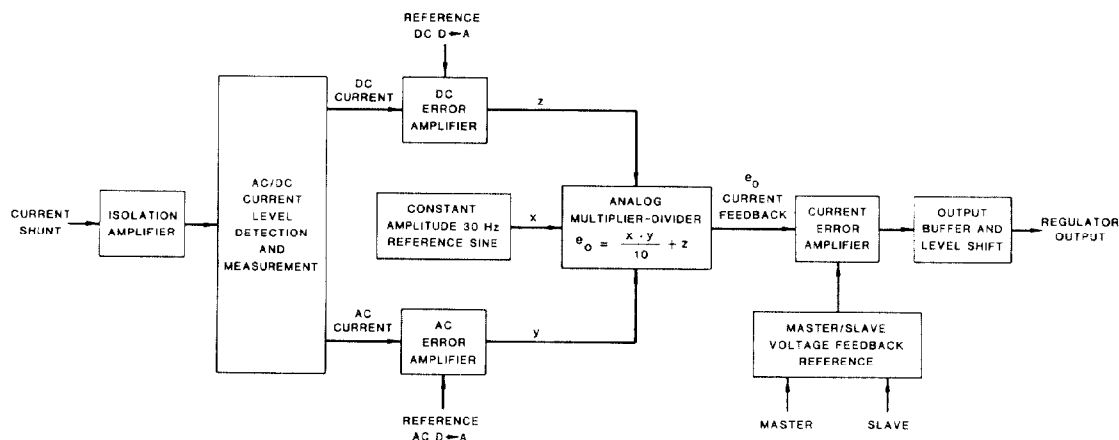 REFERENCE
DC D←A
DC
CURRENT
DC
ERROR
AMPLIFIER
z
CURRENT
SHUNT
ISOLATION
AMPLIFIER
AC/DC
CURRENT
LEVEL
DETECTION
AND
MEASUREMENT
CONSTANT
AMPLITUDE 30 Hz
REFERENCE SINE
x
ANALOG
MULTIPLIER-DIVIDER
e₀ = x · y / 10 + z
e₀
CURRENT
FEEDBACK
CURRENT
ERROR
AMPLIFIER
OUTPUT
BUFFER AND
LEVEL SHIFT
REGULATOR
OUTPUT
AC
CURRENT
AC
ERROR
AMPLIFIER
y
REFERENCE
AC D←A
MASTER/SLAVE
VOLTAGE FEEDBACK
REFERENCE
MASTER
SLAVE